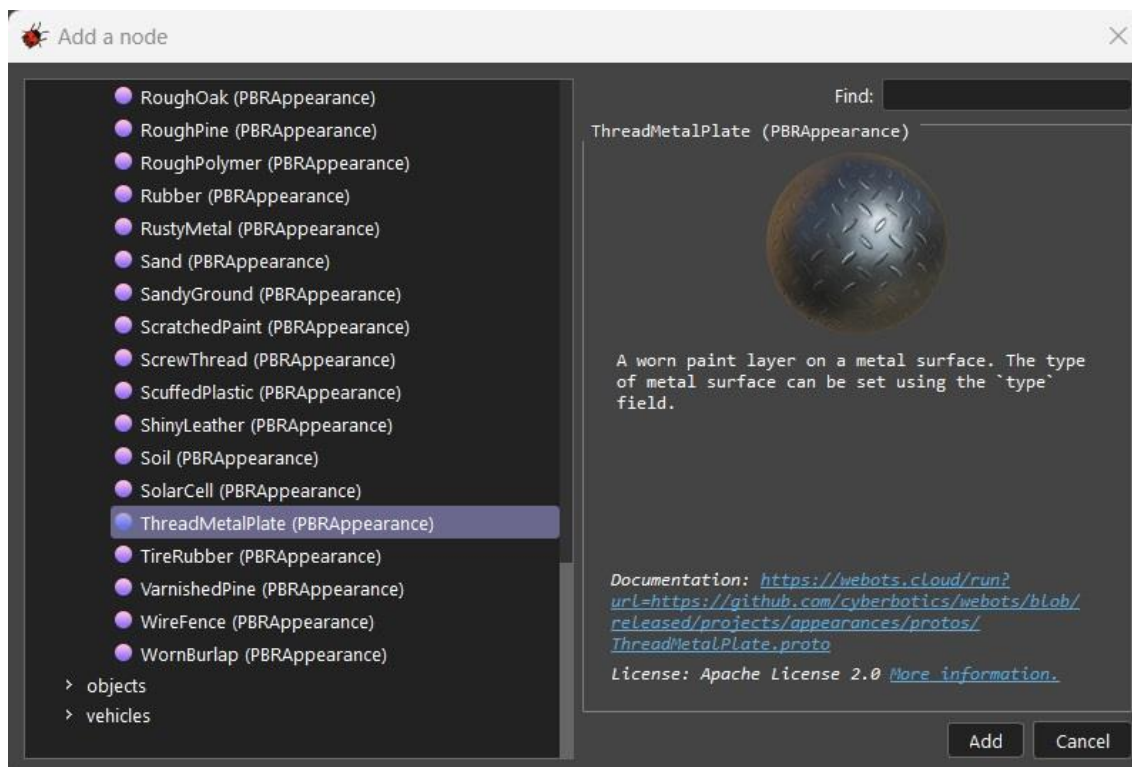 Add a node
RoughOak (PBRAppearance)
RoughPine (PBRAppearance)
RoughPolymer (PBRAppearance)
Rubber (PBRAppearance)
RustyMetal (PBRAppearance)
Sand (PBRAppearance)
SandyGround (PBRAppearance)
ScratchedPaint (PBRAppearance)
ScrewThread (PBRAppearance)
ScuffedPlastic (PBRAppearance)
ShinyLeather (PBRAppearance)
Soil (PBRAppearance)
SolarCell (PBRAppearance)
ThreadMetalPlate (PBRAppearance)
TireRubber (PBRAppearance)
VarnishedPine (PBRAppearance)
WireFence (PBRAppearance)
WornBurlap (PBRAppearance)
objects
vehicles
Find:
ThreadMetalPlate (PBRAppearance)
A worn paint layer on a metal surface. The type
of metal surface can be set using the `type`
field.
Documentation: https://webots.cloud/run?
url=https://github.com/cyberbotics/webots/blob/
released/projects/appearances/protos/
ThreadMetalPlate.proto
License: Apache License 2.0 More information.
Add
Cancel